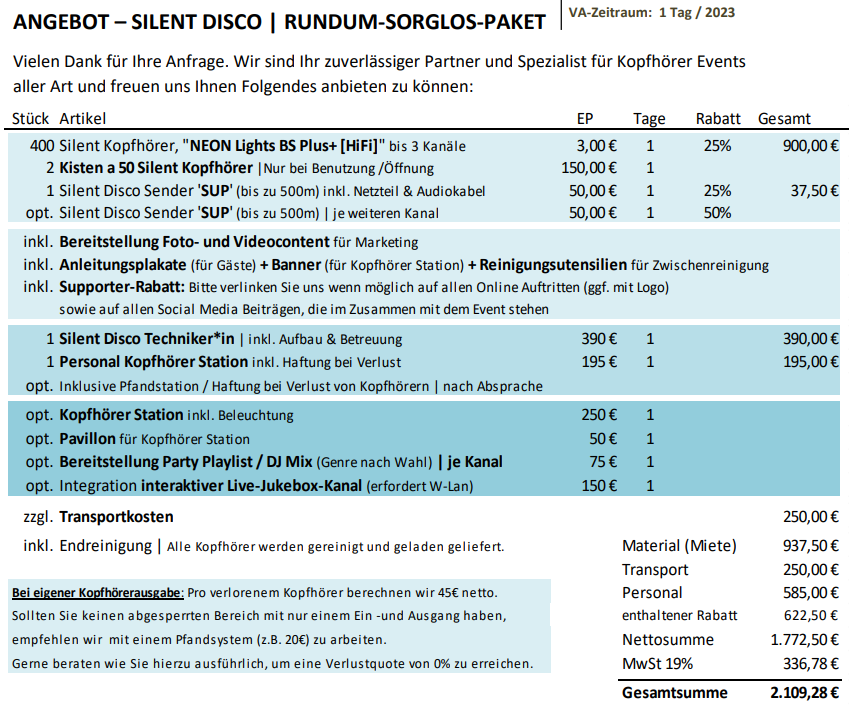 ANGEBOT – SILENT DISCO | RUNDUM-SORGLOS-PAKET VA-Zeitraum: 1 Tag / 2023
Vielen Dank für Ihre Anfrage. Wir sind Ihr zuverlässiger Partner und Spezialist für Kopfhörer Events
aller Art und freuen uns Ihnen Folgendes anbieten zu können:
Stück Artikel EP Tage Rabatt Gesamt
400 Silent Kopfhörer, "NEON Lights BS Plus+ [HiFi]" bis 3 Kanäle 3,00 € 1 25% 900,00 €
2 Kisten a 50 Silent Kopfhörer |Nur bei Benutzung /Öffnung 150,00 € 1
1 Silent Disco Sender 'SUP' (bis zu 500m) inkl. Netzteil & Audiokabel 50,00 € 1 25% 37,50 €
opt. Silent Disco Sender 'SUP' (bis zu 500m) | je weiteren Kanal 50,00 € 1 50%
inkl. Bereitstellung Foto- und Videocontent für Marketing
inkl. Anleitungsplakate (für Gäste) + Banner (für Kopfhörer Station) + Reinigungsutensilien für Zwischenreinigung
inkl. Supporter-Rabatt: Bitte verlinken Sie uns wenn möglich auf allen Online Auftritten (ggf. mit Logo)
sowie auf allen Social Media Beiträgen, die im Zusammen mit dem Event stehen
1 Silent Disco Techniker*in | inkl. Aufbau & Betreuung 390 € 1 390,00 €
1 Personal Kopfhörer Station inkl. Haftung bei Verlust 195 € 1 195,00 €
opt. Inklusive Pfandstation / Haftung bei Verlust von Kopfhörern | nach Absprache
opt. Kopfhörer Station inkl. Beleuchtung 250 € 1
opt. Pavillon für Kopfhörer Station 50 € 1
opt. Bereitstellung Party Playlist / DJ Mix (Genre nach Wahl) | je Kanal 75 € 1
opt. Integration interaktiver Live-Jukebox-Kanal (erfordert W-Lan) 150 € 1
zzgl. Transportkosten 250,00 €
inkl. Endreinigung | Alle Kopfhörer werden gereinigt und geladen geliefert.
Material (Miete) 937,50 €
Transport 250,00 €
Personal 585,00 €
enthaltener Rabatt 622,50 €
Nettosumme 1.772,50 €
MwSt 19% 336,78 €
Gesamtsumme 2.109,28 €
Bei eigener Kopfhörerausgabe: Pro verlorenem Kopfhörer berechnen wir 45€ netto.
Sollten Sie keinen abgesperrten Bereich mit nur einem Ein -und Ausgang haben,
empfehlen wir mit einem Pfandsystem (z.B. 20€) zu arbeiten.
Gerne beraten wie Sie hierzu ausführlich, um eine Verlustquote von 0% zu erreichen.